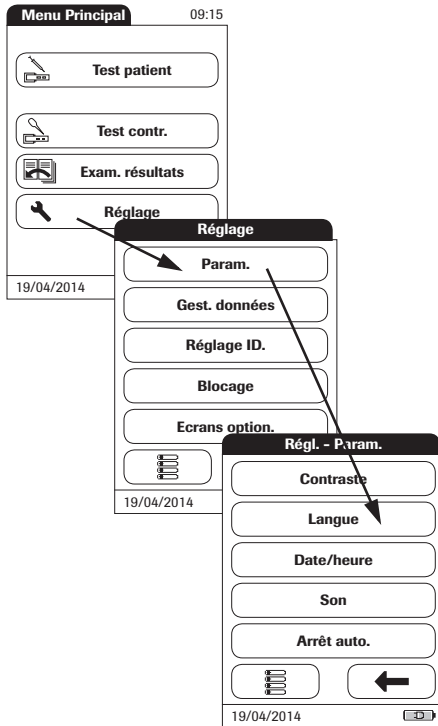 Menu Principal 09:15
Test patient
Test contr.
Exam. résultats
Réglage
19/04/2014
Réglage
Param.
Gest. données
Réglage ID.
Blocage
Ecrans option.
19/04/2014
Régl. - Param.
Contraste
Langue
Date/heure
Son
Arrêt auto.
19/04/2014